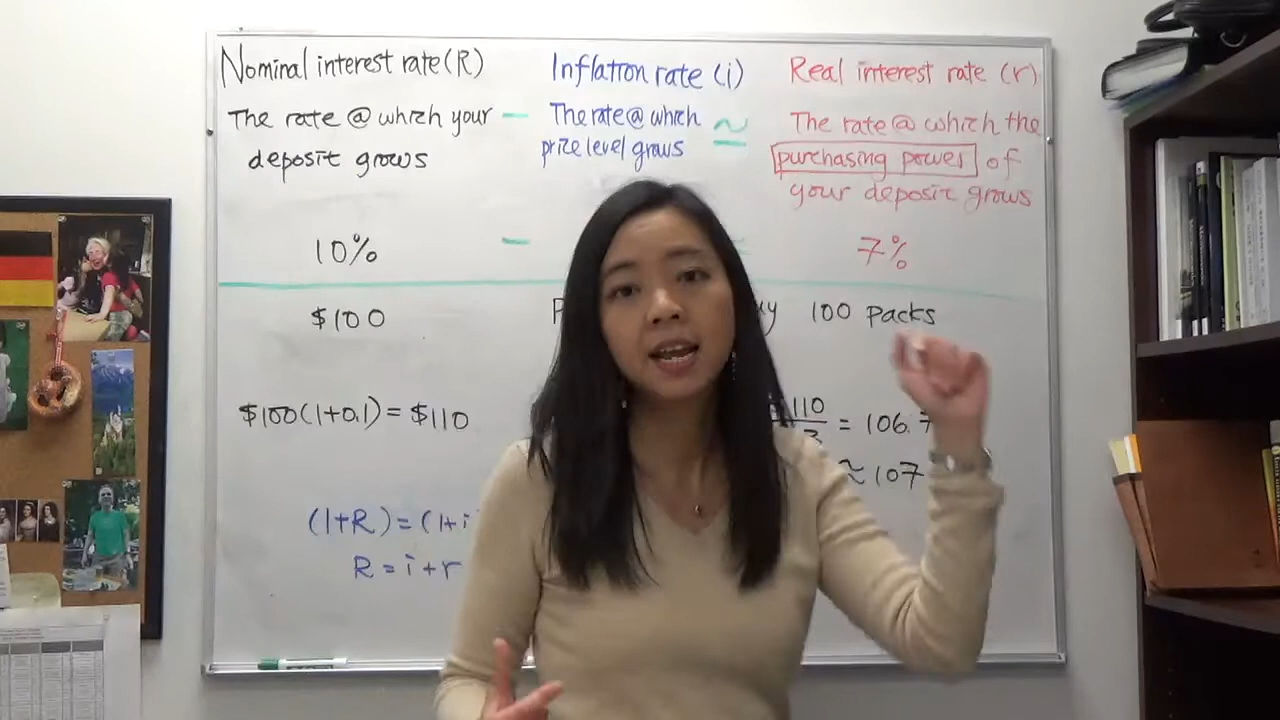 Nominal interest rate (R)
The rate @ which your
deposit grows
10%
$100
$100(1+0.1) = $110
(1+R) = (1+i
R = i+r
–
–
Inflation rate (i)
The rate @ which
price level grows
≈
Real interest rate (r)
The rate @ which the
purchasing power of
your deposit grows
7%
100 packs
110
= 106.7
≈ 107